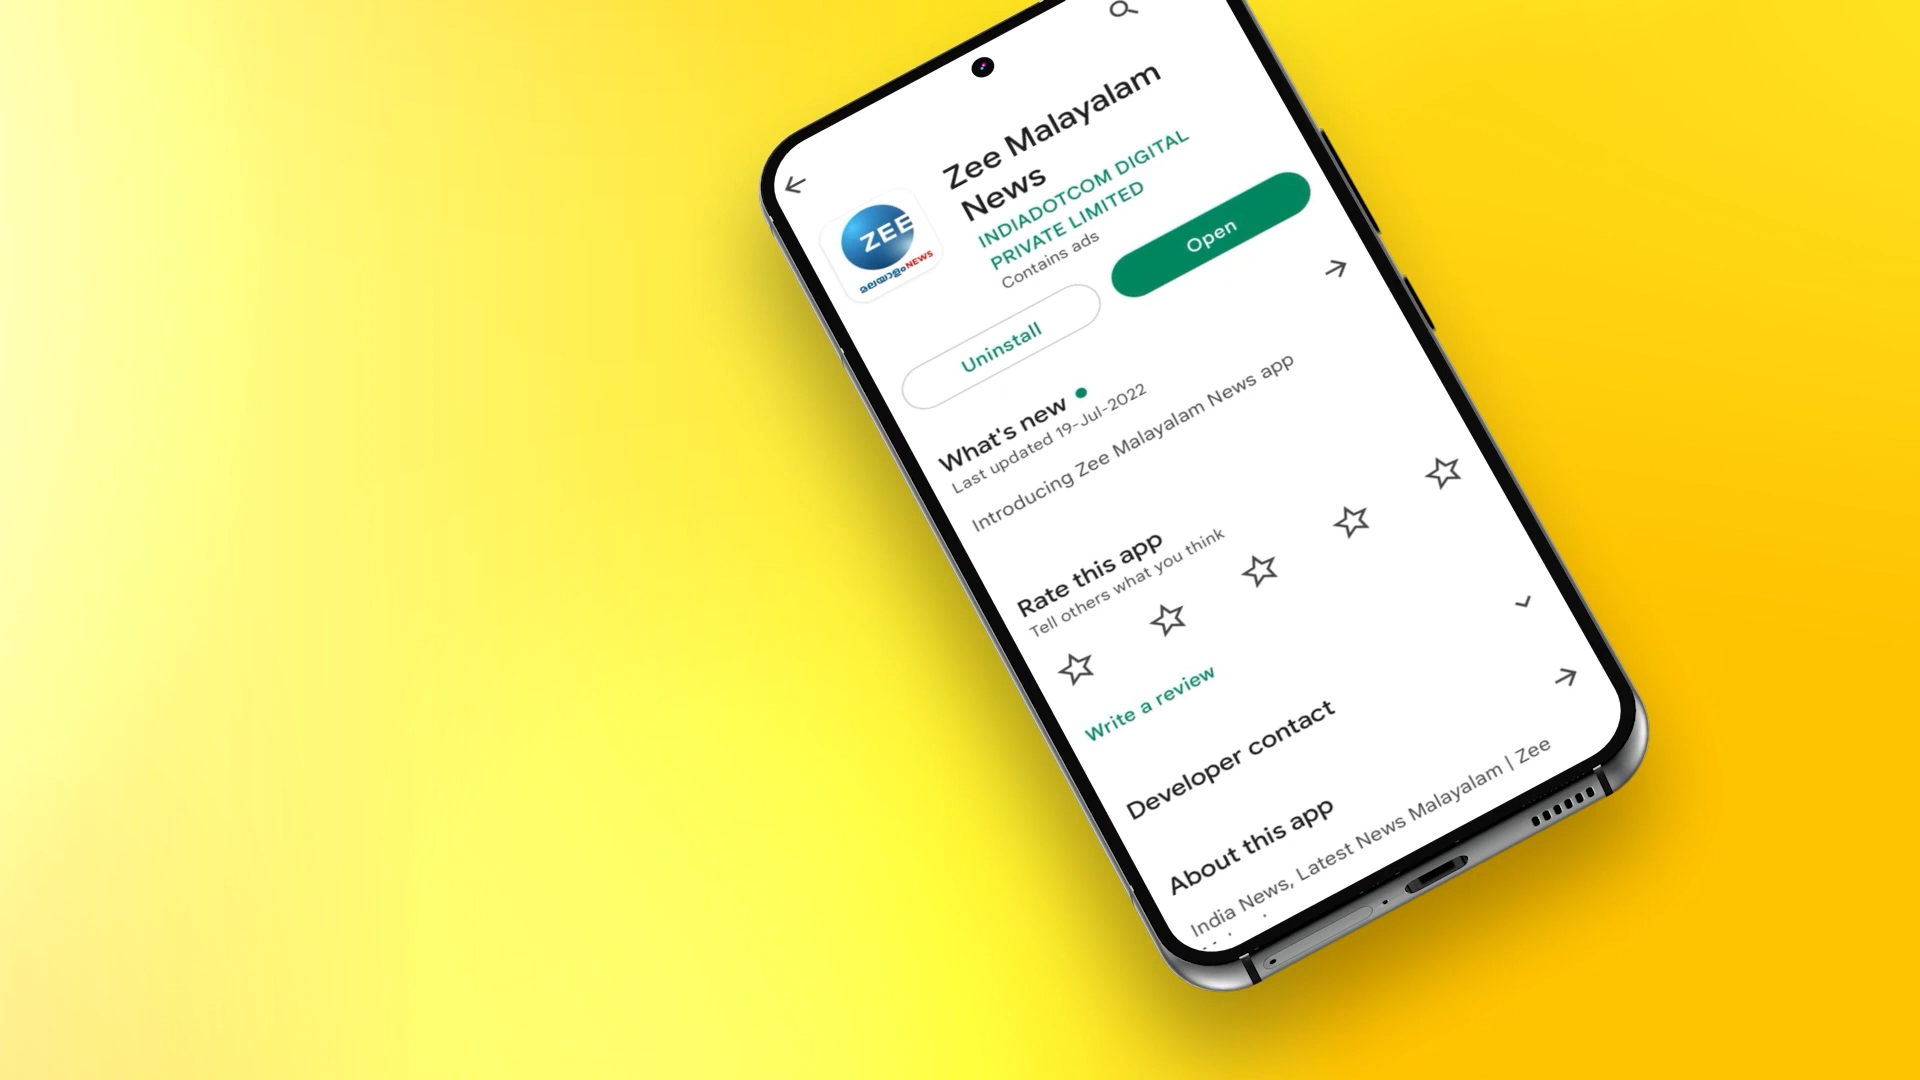 Zee Malayalam
News
INDIADOTCOM DIGITAL
PRIVATE LIMITED
Contains ads
ZEE
മലയാളം NEWS
Uninstall
Open
What's new
Last updated 19-Jul-2022
Introducing Zee Malayalam News app
Rate this app
Tell others what you think
Write a review
Developer contact
About this app
India News, Latest News Malayalam | Zee